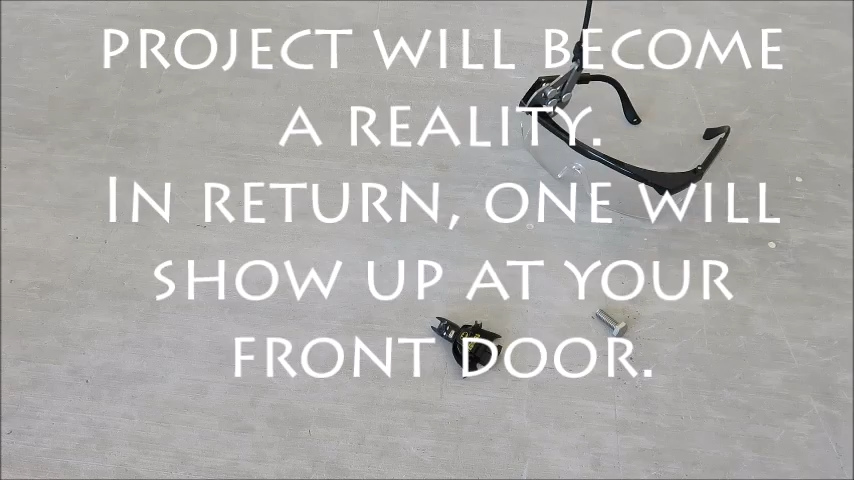 PROJECT WILL BECOME
A REALITY.
IN RETURN, ONE WILL
SHOW UP AT YOUR
FRONT DOOR.